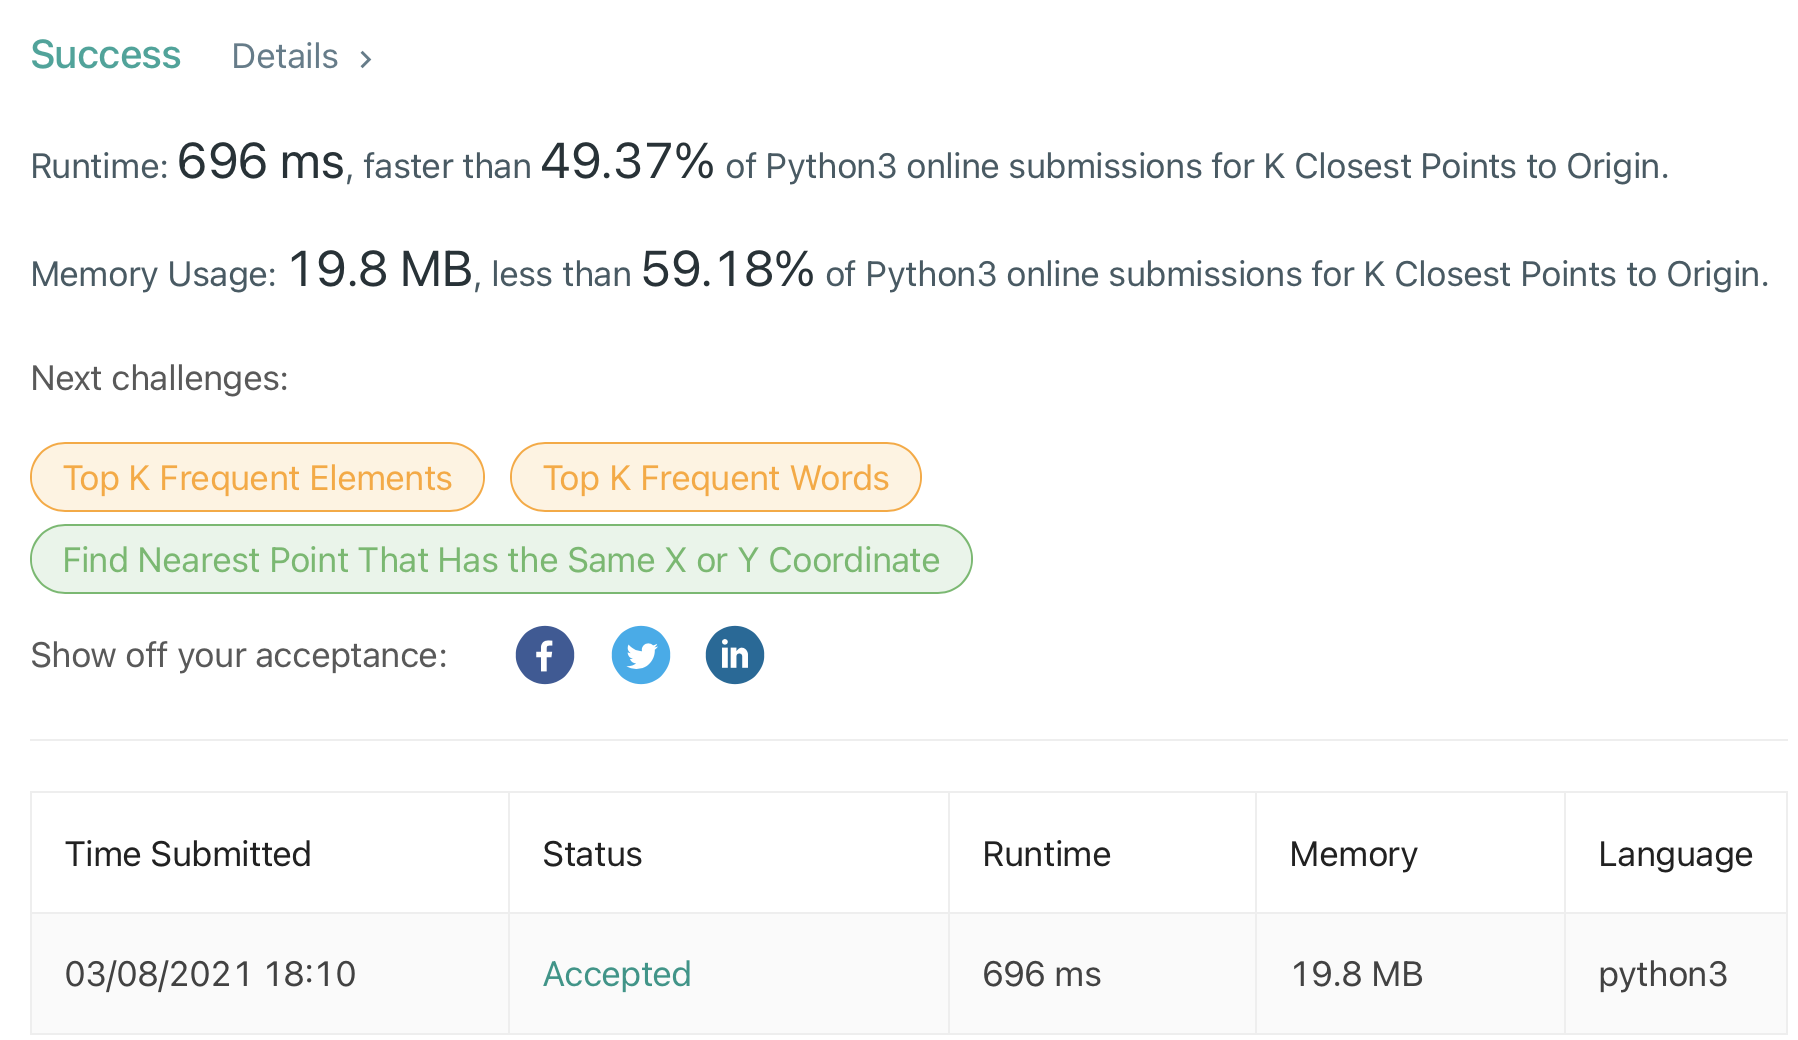 Success Details >
Runtime: 696 ms, faster than 49.37% of Python3 online submissions for K Closest Points to Origin.
Memory Usage: 19.8 MB, less than 59.18% of Python3 online submissions for K Closest Points to Origin.
Next challenges:
Top K Frequent Elements Top K Frequent Words
Find Nearest Point That Has the Same X or Y Coordinate
Show off your acceptance: f in
Time Submitted Status Runtime Memory Language
03/08/2021 18:10 Accepted 696 ms 19.8 MB python3